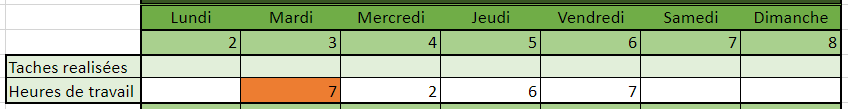 Lundi Mardi Mercredi Jeudi Vendredi Samedi Dimanche
2 3 4 5 6 7 8
Taches realisées
Heures de travail 7 2 6 7